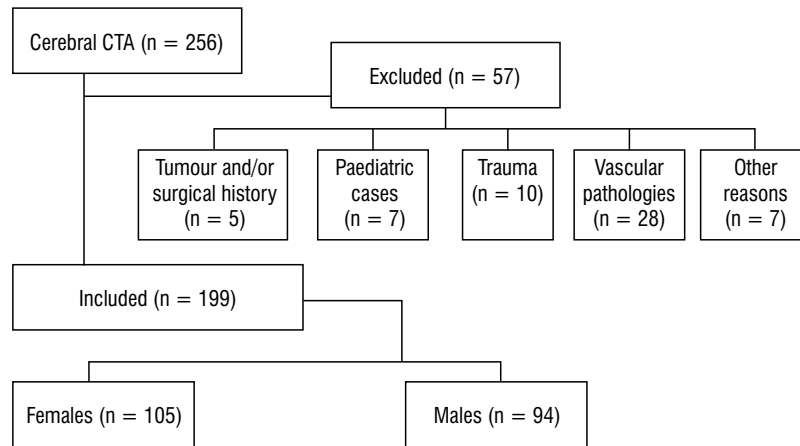 Cerebral CTA (n = 256)
Excluded (n = 57)
Tumour and/or
surgical history
(n = 5)
Paediatric
cases
(n = 7)
Trauma
(n = 10)
Vascular
pathologies
(n = 28)
Other
reasons
(n = 7)
Included (n = 199)
Females (n = 105)
Males (n = 94)